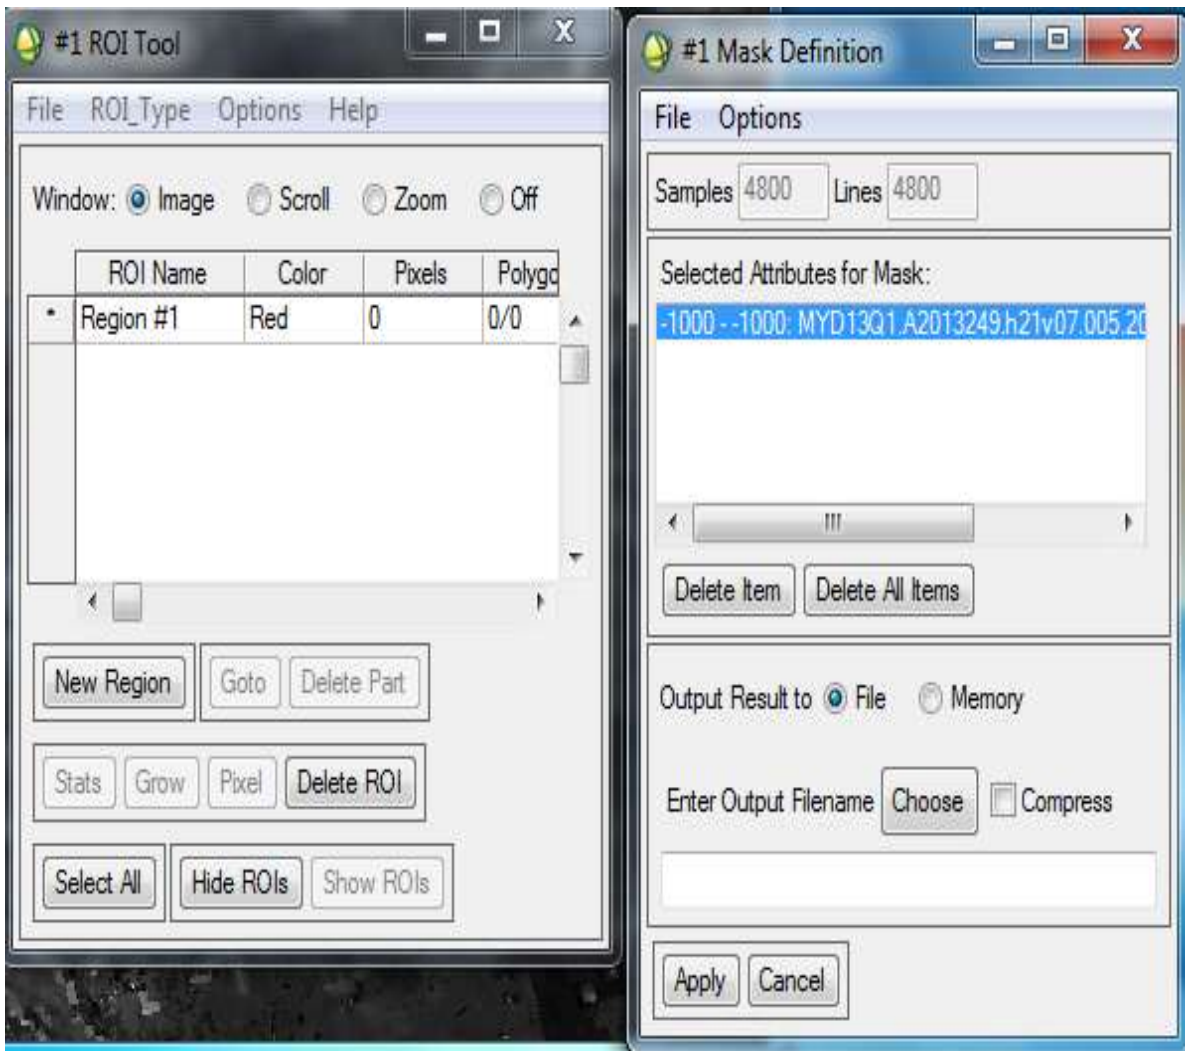 #1 ROI Tool
File ROI_Type Options Help
Window: Image Scroll Zoom Off
ROI Name Color Pixels Polygo
* Region #1 Red 0 0/0
New Region Goto Delete Part
Stats Grow Pixel Delete ROI
Select All Hide ROIs Show ROIs
#1 Mask Definition
File Options
Samples 4800 Lines 4800
Selected Attributes for Mask:
-1000 - -1000: MYD13Q1.A2013249.h21v07.005.20
Delete Item Delete All Items
Output Result to File Memory
Enter Output Filename Choose Compress
Apply Cancel